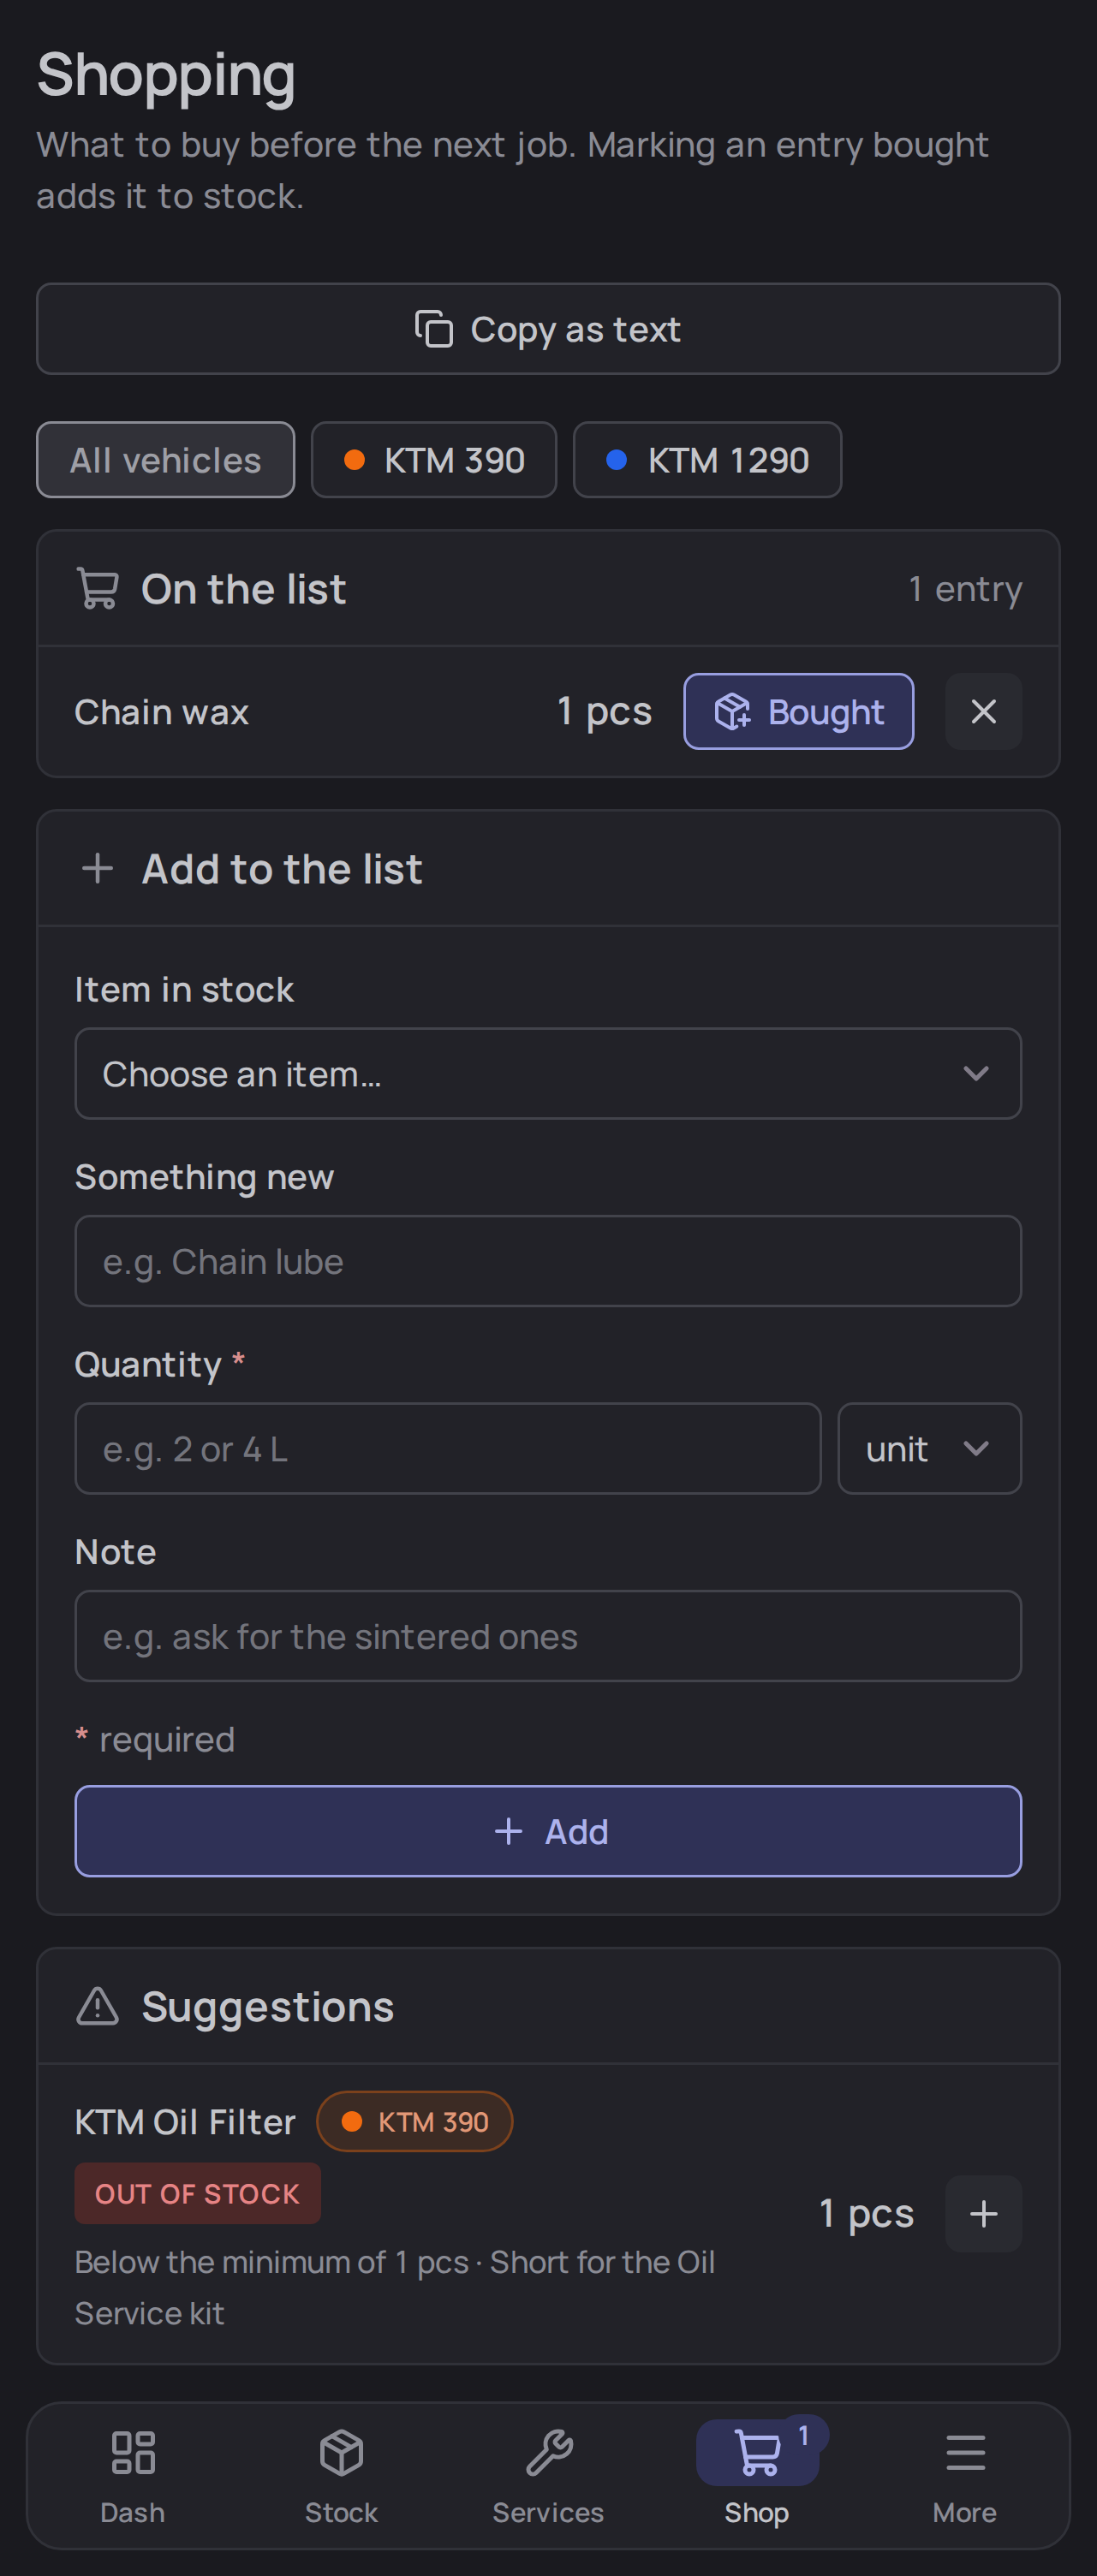 Shopping
What to buy before the next job. Marking an entry bought
adds it to stock.
Copy as text
All vehicles
KTM 390
KTM 1290
On the list
1 entry
Chain wax
1 pcs
Bought
Add to the list
Item in stock
Choose an item…
Something new
e.g. Chain lube
Quantity *
e.g. 2 or 4 L
unit
Note
e.g. ask for the sintered ones
* required
Add
Suggestions
KTM Oil Filter
KTM 390
OUT OF STOCK
1 pcs
Below the minimum of 1 pcs · Short for the Oil
Service kit
1
Dash
Stock
Services
Shop
More